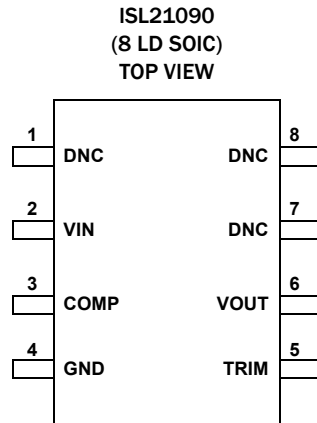 ISL21090
(8 LD SOIC)
TOP VIEW
1 DNC DNC 8
2 VIN DNC 7
3 COMP VOUT 6
4 GND TRIM 5